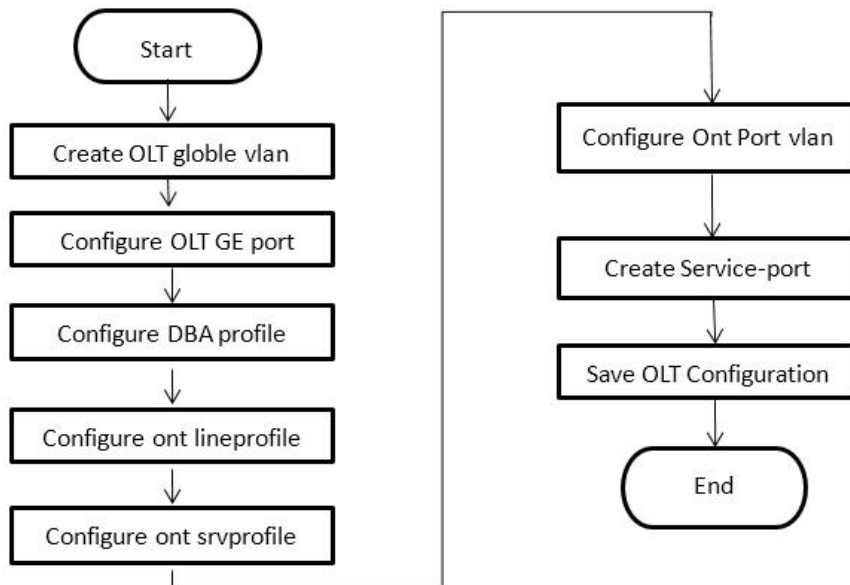 Start
Create OLT globle vlan
Configure OLT GE port
Configure DBA profile
Configure ont lineprofile
Configure ont srvprofile
Configure Ont Port vlan
Create Service-port
Save OLT Configuration
End